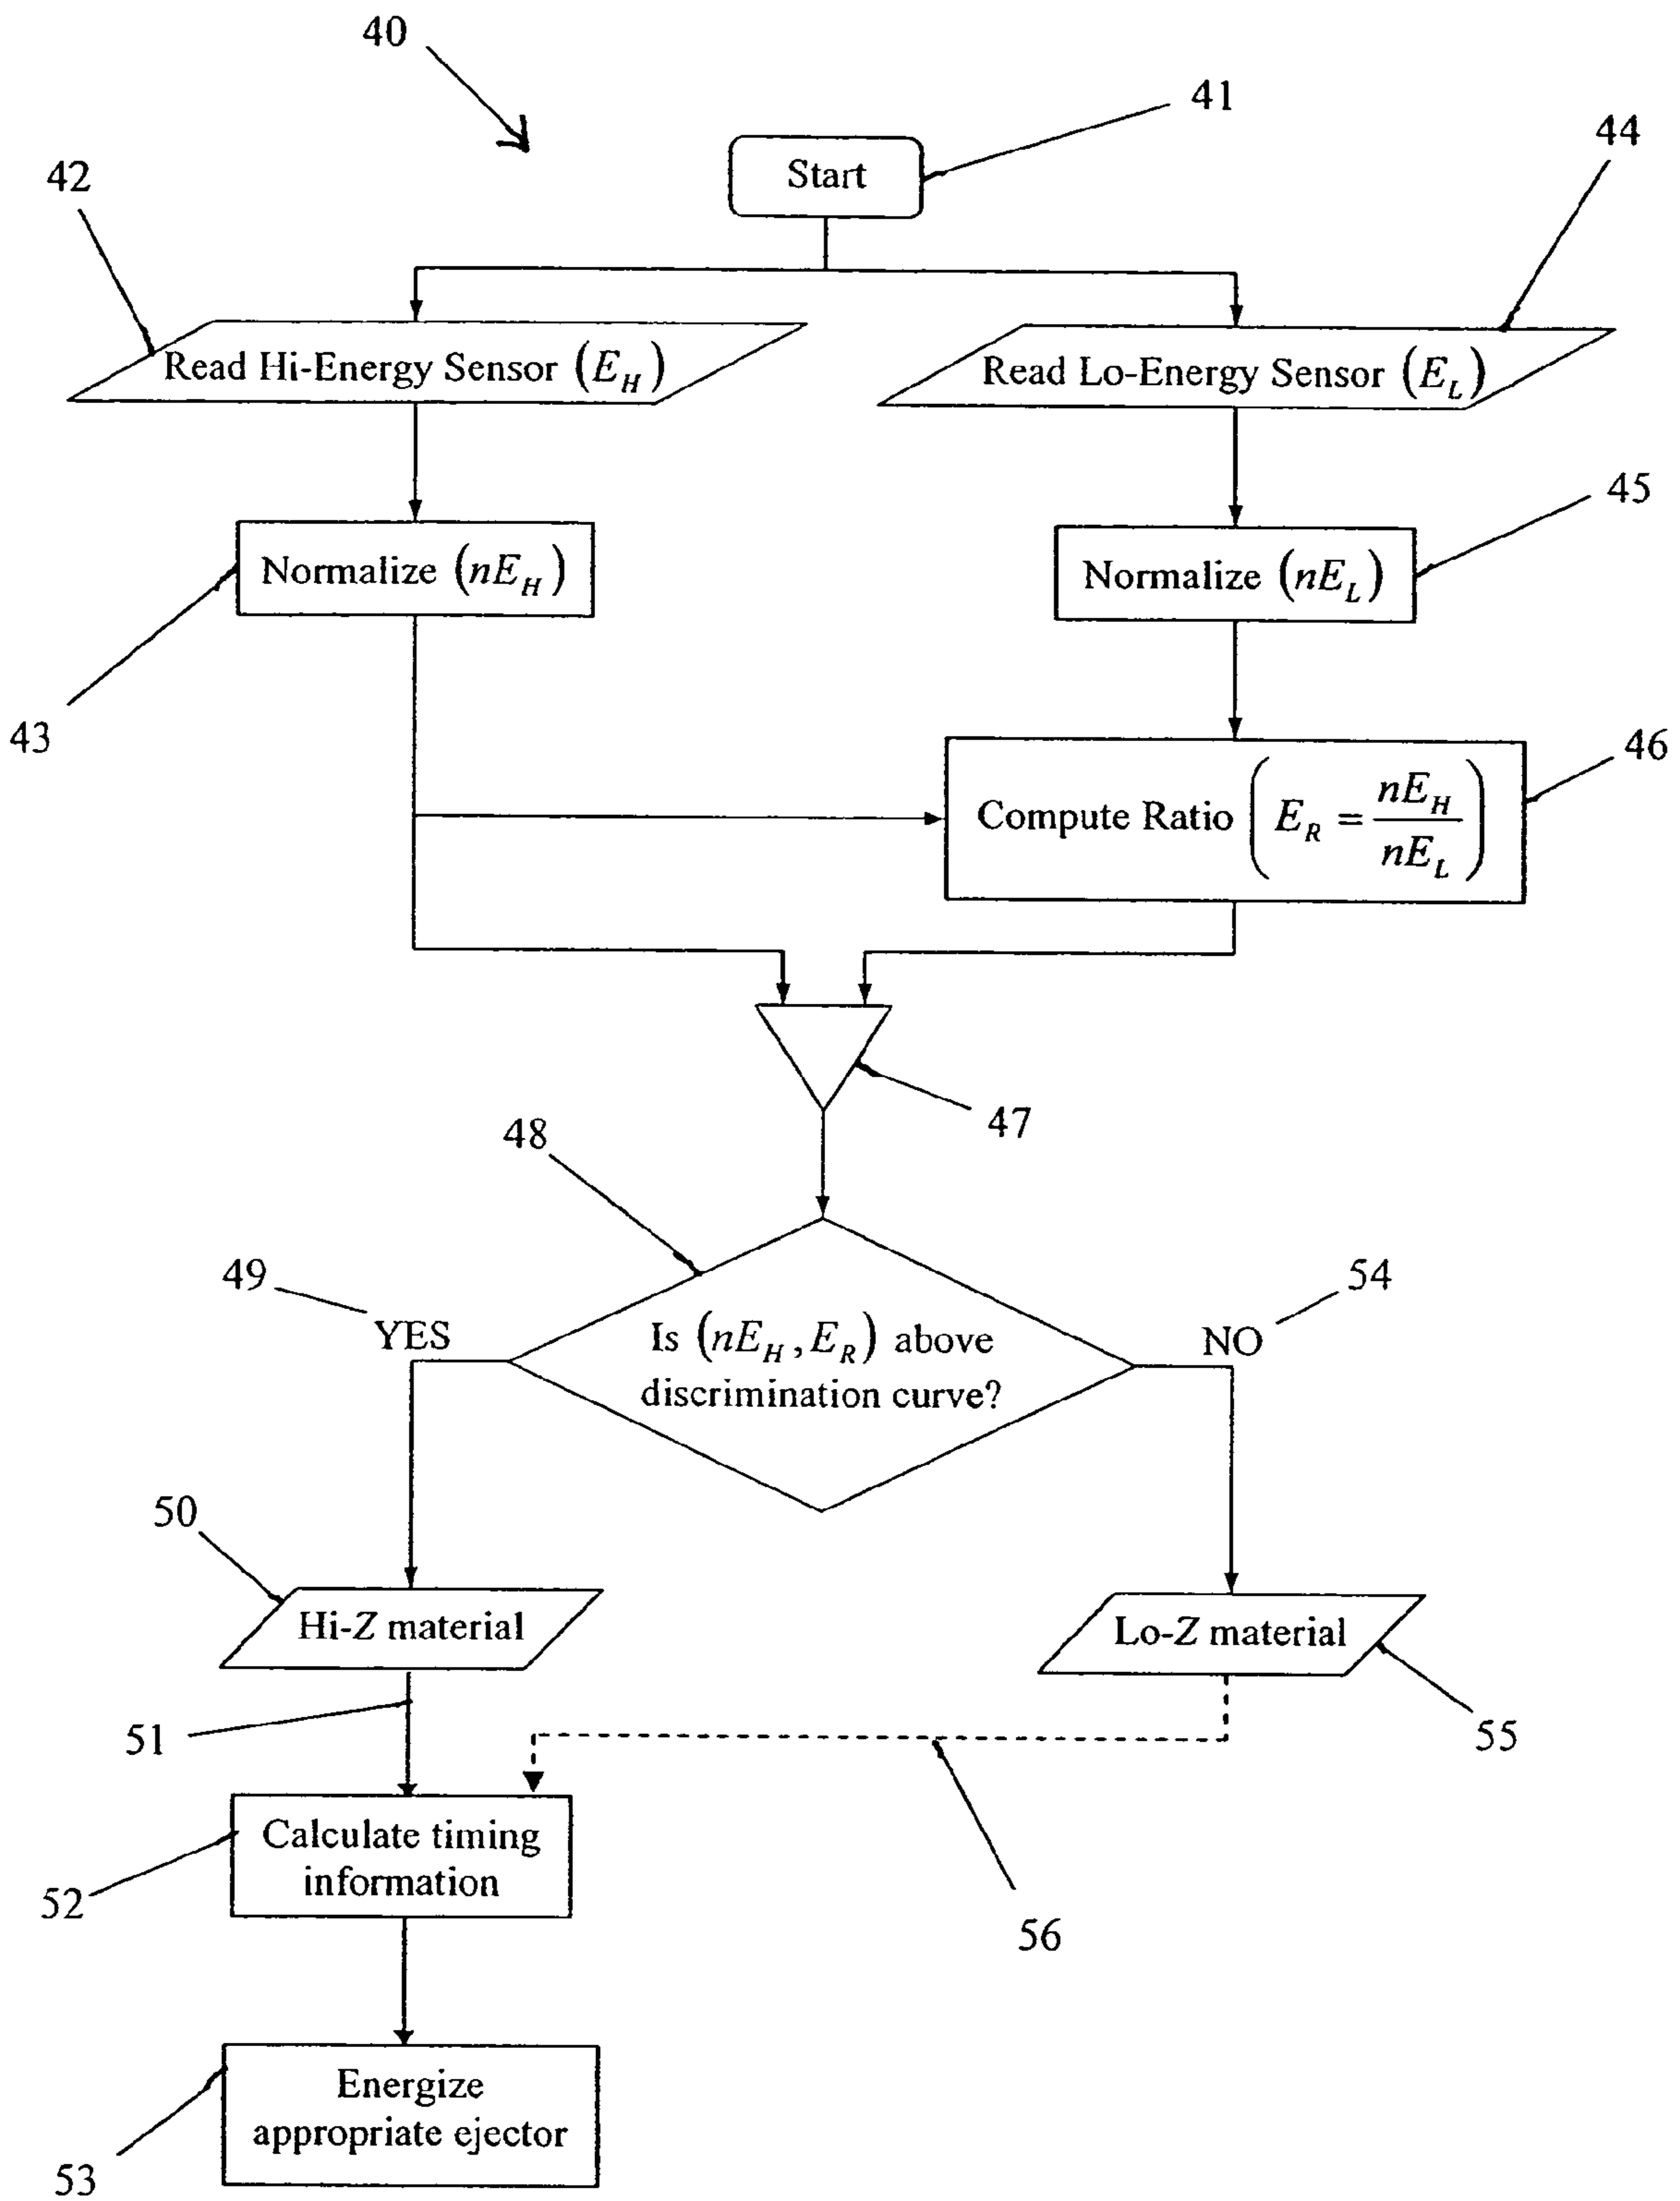 40
41
Start
42
44
Read Hi-Energy Sensor (E_H)
Read Lo-Energy Sensor (E_L)
45
Normalize (nE_H)
Normalize (nE_L)
43
46
Compute Ratio (E_R = nE_H / nE_L)
47
48
49
54
YES
NO
Is (nE_H, E_R) above
discrimination curve?
50
Hi-Z material
Lo-Z material
51
55
Calculate timing
information
52
56
Energize
appropriate ejector
53